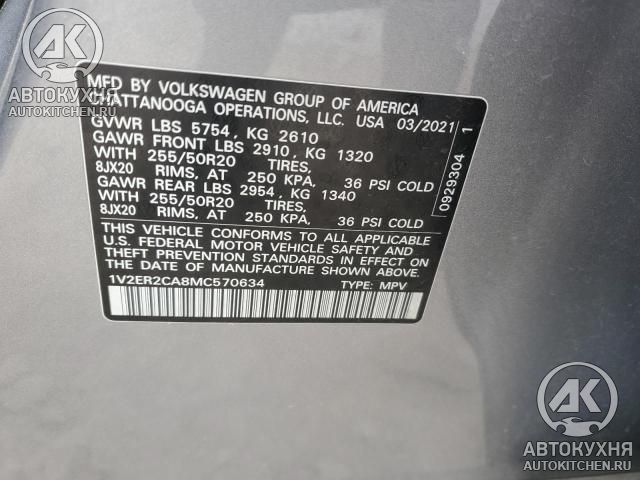 AK
АВТОКУХНЯ
AUTOKITCHEN.RU
MFD BY VOLKSWAGEN GROUP OF AMERICA
CHATTANOOGA OPERATIONS, LLC. USA 03/2021
GVWR LBS 5754 , KG 2610
GAWR FRONT LBS 2910 , KG 1320
WITH 255/50R20 TIRES,
8JX20 RIMS, AT 250 KPA, 36 PSI COLD
GAWR REAR LBS 2954 , KG 1340
WITH 255/50R20 TIRES,
8JX20 RIMS, AT 250 KPA, 36 PSI COLD
THIS VEHICLE CONFORMS TO ALL APPLICABLE
U.S. FEDERAL MOTOR VEHICLE SAFETY AND
THEFT PREVENTION STANDARDS IN EFFECT ON
THE DATE OF MANUFACTURE SHOWN ABOVE.
1V2ER2CA8MC570634 TYPE: MPV
0929304 1
AK
АВТОКУХНЯ
AUTOKITCHEN.RU